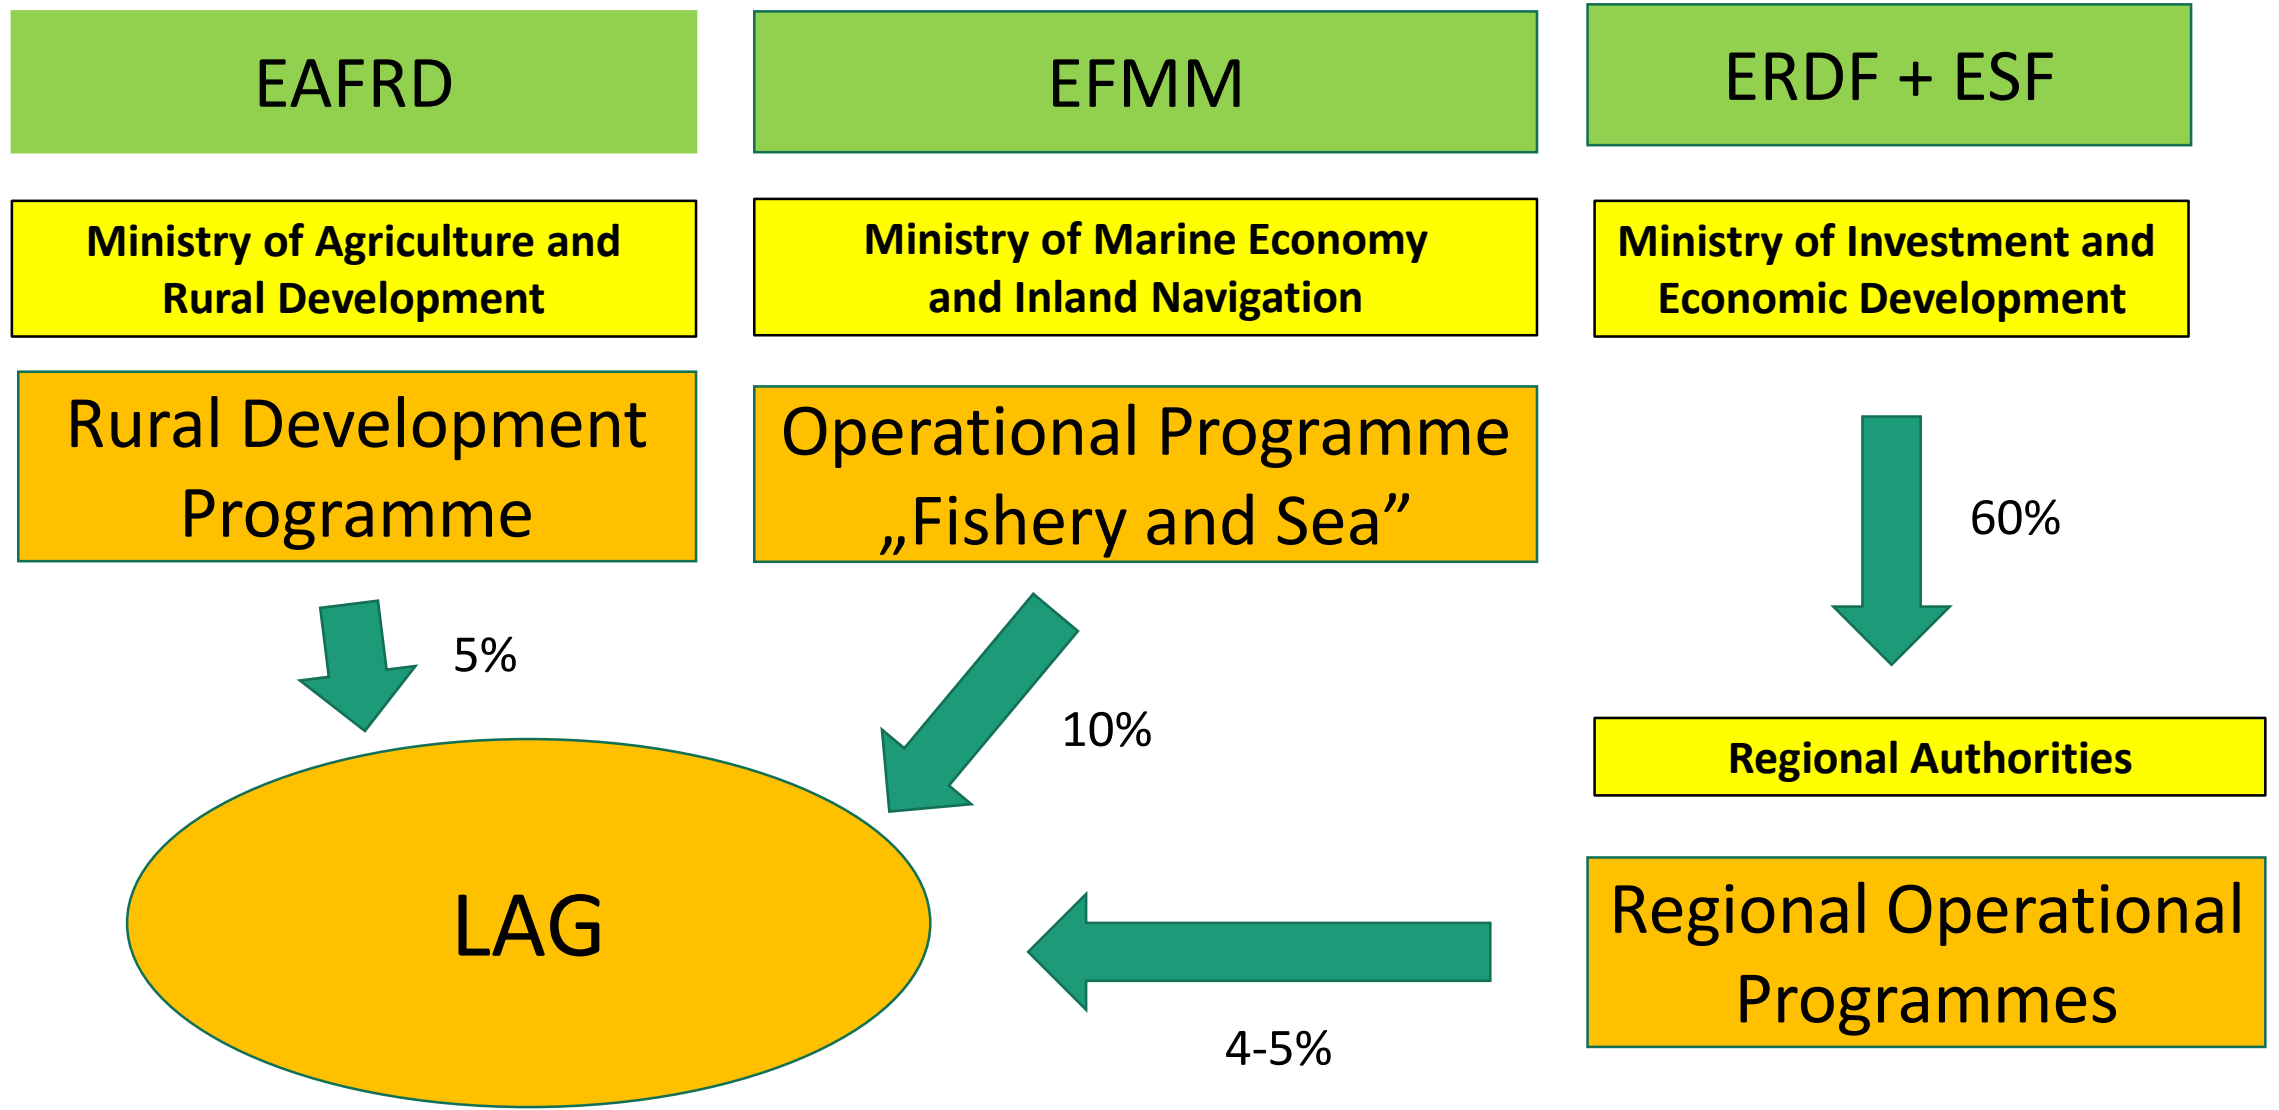 EAFRD
EFMM
ERDF + ESF
Ministry of Agriculture and
Rural Development
Ministry of Marine Economy
and Inland Navigation
Ministry of Investment and
Economic Development
Rural Development
Programme
Operational Programme
„Fishery and Sea”
60%
5%
10%
Regional Authorities
LAG
Regional Operational
Programmes
4-5%